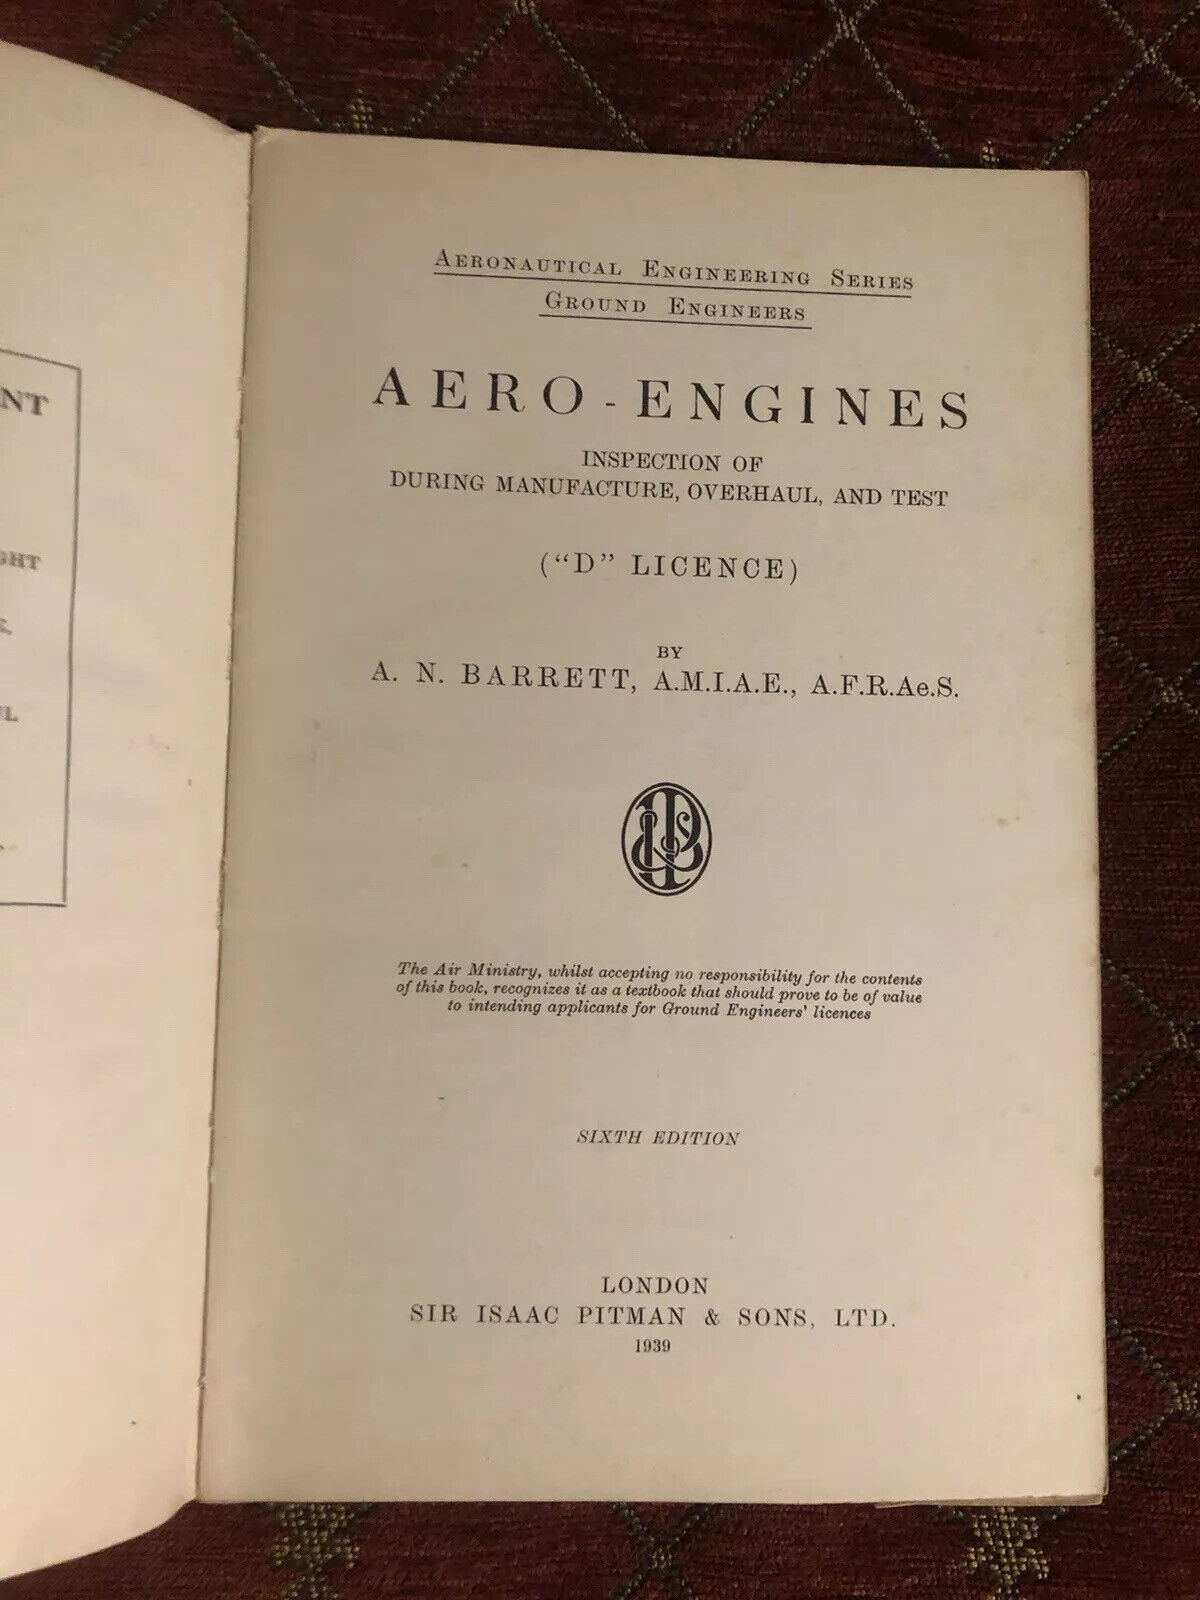 ENT
GHT
AERONAUTICAL ENGINEERING SERIES
GROUND ENGINEERS
AERO-ENGINES
INSPECTION OF
DURING MANUFACTURE, OVERHAUL, AND TEST
("D" LICENCE)
BY
A. N. BARRETT, A.M.I.A.E., A.F.R.Ae.S.
The Air Ministry, whilst accepting no responsibility for the contents
of this book, recognizes it as a textbook that should prove to be of value
to intending applicants for Ground Engineers' licences
SIXTH EDITION
LONDON
SIR ISAAC PITMAN & SONS, LTD.
1939